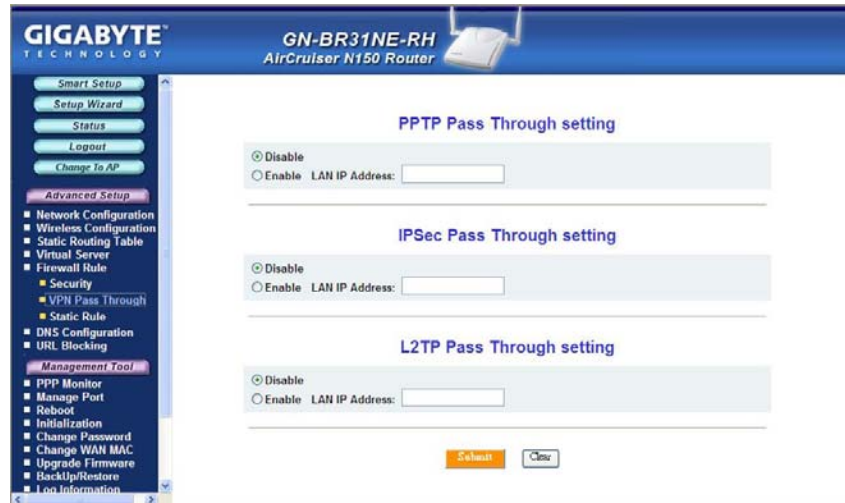 GIGABYTE™
TECHNOLOGY
GN-BR31NE-RH
AirCruiser N150 Router
Smart Setup
Setup Wizard
Status
Logout
Change To AP
Advanced Setup
Network Configuration
Wireless Configuration
Static Routing Table
Virtual Server
Firewall Rule
Security
VPN Pass Through
Static Rule
DNS Configuration
URL Blocking
Management Tool
PPP Monitor
Manage Port
Reboot
Initialization
Change Password
Change WAN MAC
Upgrade Firmware
BackUp/Restore
Log Information
PPTP Pass Through setting
Disable
Enable LAN IP Address:
IPSec Pass Through setting
Disable
Enable LAN IP Address:
L2TP Pass Through setting
Disable
Enable LAN IP Address:
Submit Clear